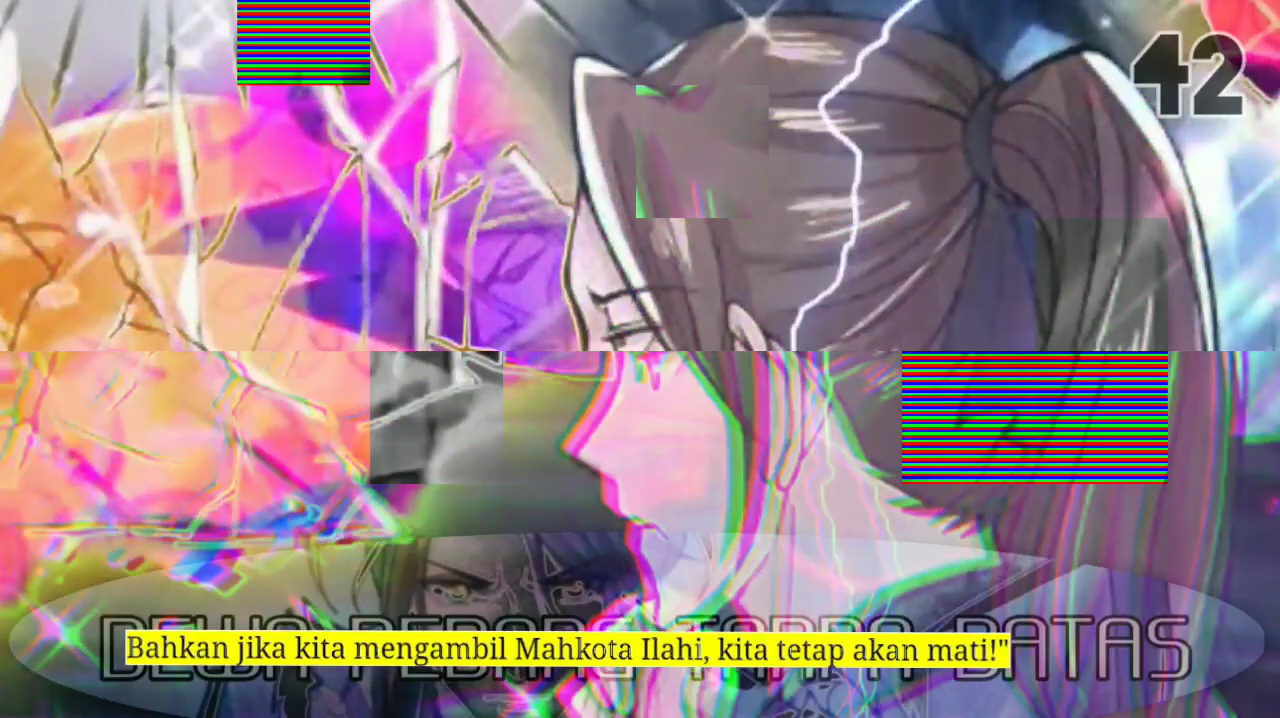 42
DEWA PEDANG TANPA BATAS
Bahkan jika kita mengambil Mahkota Ilahi, kita tetap akan mati!"